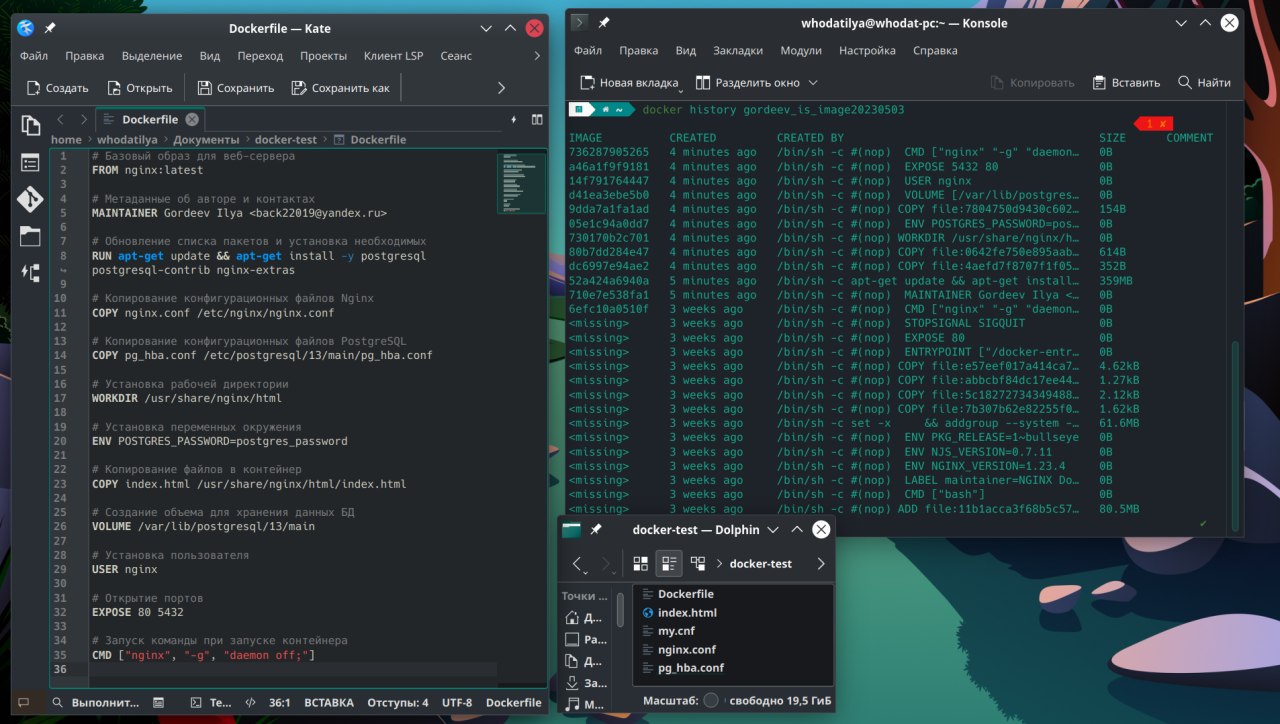 Dockerfile — Kate
Файл Правка Выделение Вид Переход Проекты Клиент LSP Сеанс
Создать Открыть Сохранить Сохранить как
Dockerfile
home whodatilya Документы docker-test Dockerfile
1 # Базовый образ для веб-сервера
2 FROM nginx:latest
3
4 # Метаданные об авторе и контактах
5 MAINTAINER Gordeev Ilya <back22019@yandex.ru>
6
7 # Обновление списка пакетов и установка необходимых
8 RUN apt-get update && apt-get install -y postgresql
postgresql-contrib nginx-extras
9
10 # Копирование конфигурационных файлов Nginx
11 COPY nginx.conf /etc/nginx/nginx.conf
12
13 # Копирование конфигурационных файлов PostgreSQL
14 COPY pg_hba.conf /etc/postgresql/13/main/pg_hba.conf
15
16 # Установка рабочей директории
17 WORKDIR /usr/share/nginx/html
18
19 # Установка переменных окружения
20 ENV POSTGRES_PASSWORD=postgres_password
21
22 # Копирование файлов в контейнер
23 COPY index.html /usr/share/nginx/html/index.html
24
25 # Создание объема для хранения данных БД
26 VOLUME /var/lib/postgresql/13/main
27
28 # Установка пользователя
29 USER nginx
30
31 # Открытие портов
32 EXPOSE 80 5432
33
34 # Запуск команды при запуске контейнера
35 CMD ["nginx", "-g", "daemon off;"]
36
Выполнит... Те... 36:1 ВСТАВКА Отступы: 4 UTF-8 Dockerfile
whodatilya@whodat-pc:~ — Konsole
Файл Правка Вид Закладки Модули Настройка Справка
Новая вкладка Разделить окно Копировать Вставить Найти
~ docker history gordeev_is_image20230503
1 x
IMAGE CREATED CREATED BY SIZE COMMENT
736287905265 4 minutes ago /bin/sh -c #(nop) CMD ["nginx" "-g" "daemon… 0B
a46a1f9f9181 4 minutes ago /bin/sh -c #(nop) EXPOSE 5432 80 0B
14f791764447 4 minutes ago /bin/sh -c #(nop) USER nginx 0B
d41ea3ebe5b0 4 minutes ago /bin/sh -c #(nop) VOLUME [/var/lib/postgres… 0B
9dda7a1fa1ad 4 minutes ago /bin/sh -c #(nop) COPY file:7804750d9430c602… 154B
05e1c94a0dd7 4 minutes ago /bin/sh -c #(nop) ENV POSTGRES_PASSWORD=pos… 0B
730170b2c701 4 minutes ago /bin/sh -c #(nop) WORKDIR /usr/share/nginx/h… 0B
80b7dd284e47 4 minutes ago /bin/sh -c #(nop) COPY file:0642fe750e895aab… 614B
dc6997e94ae2 4 minutes ago /bin/sh -c #(nop) COPY file:4aefd7f8707f1f05… 352B
52a424a6940a 5 minutes ago /bin/sh -c apt-get update && apt-get install… 359MB
710e7e538fa1 5 minutes ago /bin/sh -c #(nop) MAINTAINER Gordeev Ilya <… 0B
6efc10a0510f 3 weeks ago /bin/sh -c #(nop) CMD ["nginx" "-g" "daemon… 0B
<missing> 3 weeks ago /bin/sh -c #(nop) STOPSIGNAL SIGQUIT 0B
<missing> 3 weeks ago /bin/sh -c #(nop) EXPOSE 80 0B
<missing> 3 weeks ago /bin/sh -c #(nop) ENTRYPOINT ["/docker-entr… 0B
<missing> 3 weeks ago /bin/sh -c #(nop) COPY file:e57eef017a414ca7… 4.62kB
<missing> 3 weeks ago /bin/sh -c #(nop) COPY file:abbcbf84dc17ee44… 1.27kB
<missing> 3 weeks ago /bin/sh -c #(nop) COPY file:5c18272734349488… 2.12kB
<missing> 3 weeks ago /bin/sh -c #(nop) COPY file:7b307b62e82255f0… 1.62kB
<missing> 3 weeks ago /bin/sh -c set -x && addgroup --system -… 61.6MB
<missing> 3 weeks ago /bin/sh -c #(nop) ENV PKG_RELEASE=1~bullseye 0B
<missing> 3 weeks ago /bin/sh -c #(nop) ENV NJS_VERSION=0.7.11 0B
<missing> 3 weeks ago /bin/sh -c #(nop) ENV NGINX_VERSION=1.23.4 0B
<missing> 3 weeks ago /bin/sh -c #(nop) LABEL maintainer=NGINX Do… 0B
<missing> 3 weeks ago /bin/sh -c #(nop) CMD ["bash"] 0B
<missing> 3 weeks ago /bin/sh -c #(nop) ADD file:11b1acca3f68b5c57… 80.5MB
docker-test — Dolphin
docker-test
Точки ...
Д...
Ра...
Д...
За...
М...
Dockerfile
index.html
my.cnf
nginx.conf
pg_hba.conf
Масштаб: свободно 19,5 ГиБ